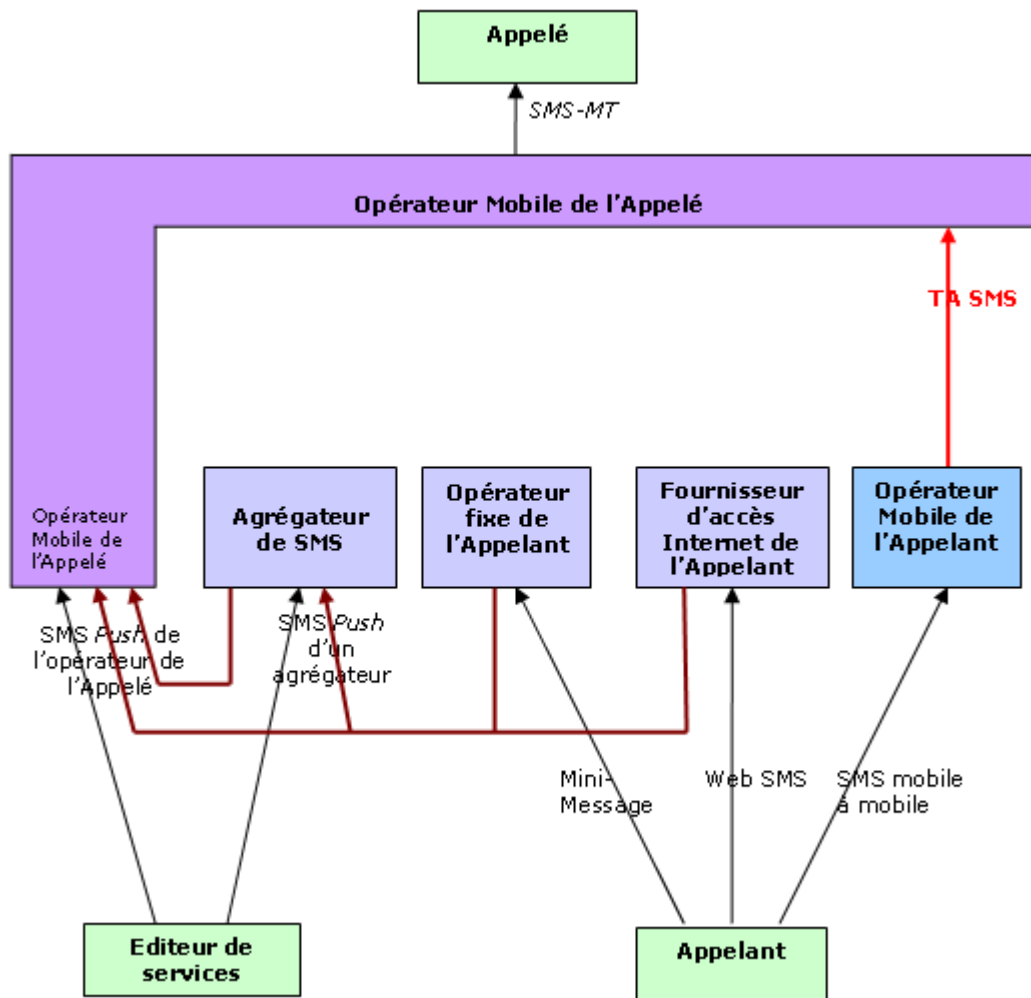 Appelé
SMS-MT
Opérateur Mobile de l'Appelé
TA SMS
Opérateur
Mobile de
l'Appelé
Agrégateur
de SMS
Opérateur
fixe de
l'Appelant
Fournisseur
d'accès
Internet de
l'Appelant
Opérateur
Mobile de
l'Appelant
SMS Push de
l'opérateur de
l'Appelé
SMS Push
d'un
agrégateur
Mini-
Message
Web SMS
SMS mobile
à mobile
Editeur de
services
Appelant